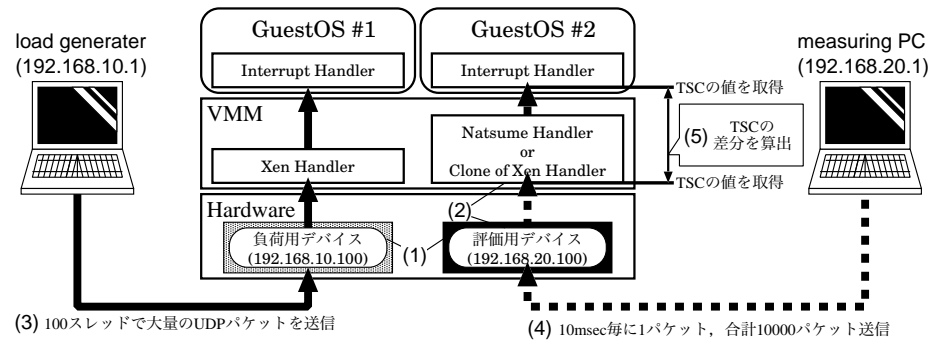 GuestOS #1
GuestOS #2
load generater
(192.168.10.1)
measuring PC
(192.168.20.1)
Interrupt Handler
Interrupt Handler
TSCの値を取得
VMM
(5)
TSCの
差分を算出
Natsume Handler
or
Clone of Xen Handler
Xen Handler
TSCの値を取得
Hardware
(2)
(1)
負荷用デバイス
(192.168.10.100)
評価用デバイス
(192.168.20.100)
(3) 100スレッドで大量のUDPパケットを送信
(4) 10msec毎に1パケット，合計10000パケット送信